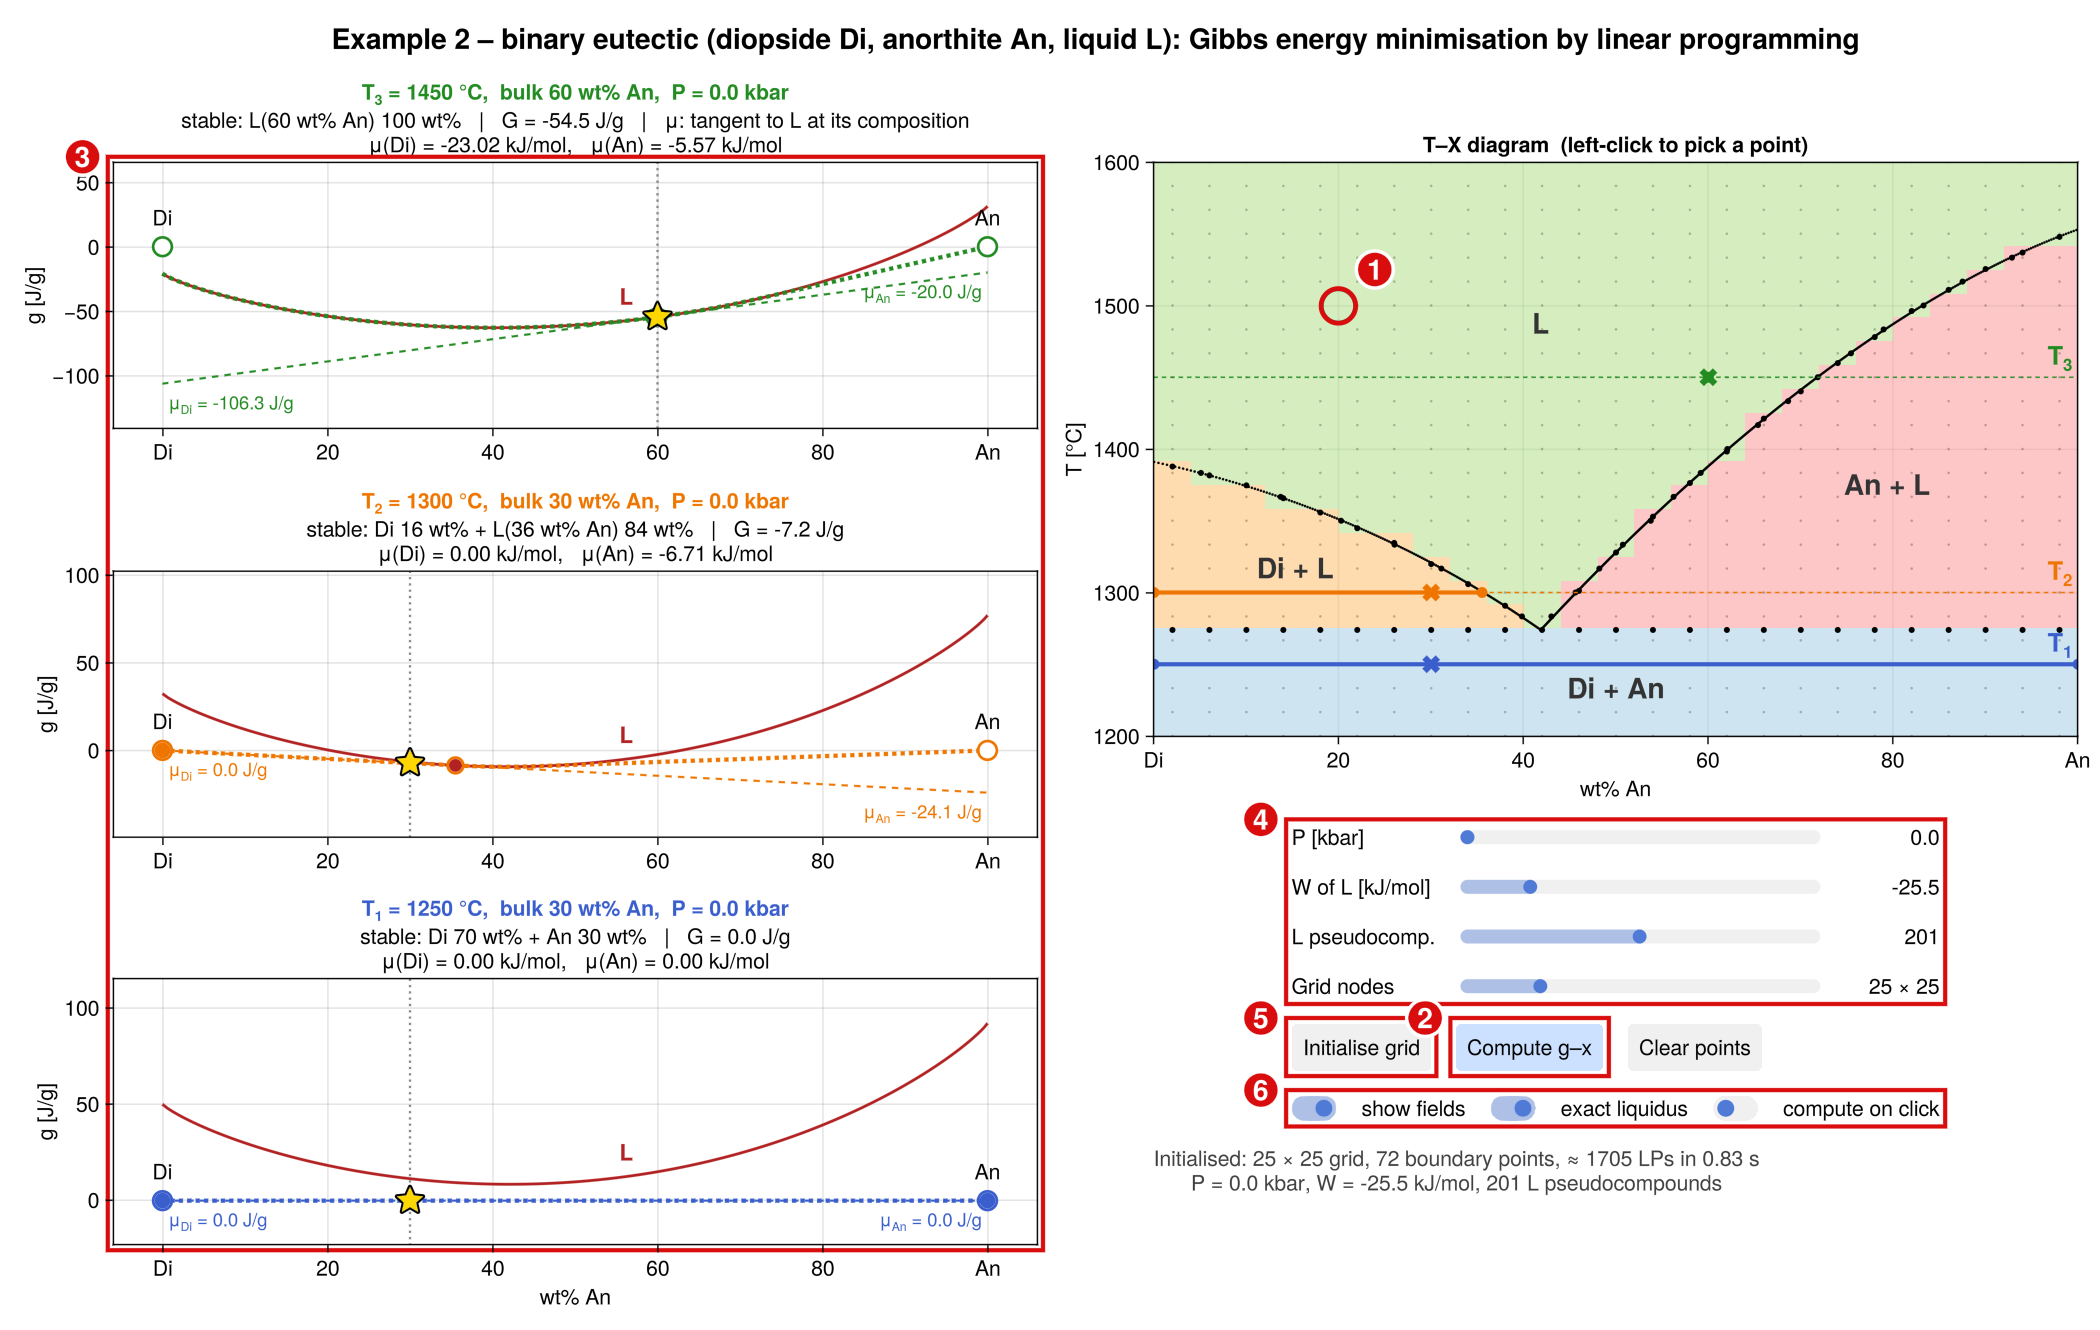 Example 2 – binary eutectic (diopside Di, anorthite An, liquid L): Gibbs energy minimisation by linear programming
T3 = 1450 °C, bulk 60 wt% An, P = 0.0 kbar
stable: L(60 wt% An) 100 wt% | G = -54.5 J/g | μ: tangent to L at its composition
μ(Di) = -23.02 kJ/mol, μ(An) = -5.57 kJ/mol
3
50
0
−50
−100
g [J/g]
Di
An
L
μAn = -20.0 J/g
μDi = -106.3 J/g
Di 20 40 60 80 An
T2 = 1300 °C, bulk 30 wt% An, P = 0.0 kbar
stable: Di 16 wt% + L(36 wt% An) 84 wt% | G = -7.2 J/g
μ(Di) = 0.00 kJ/mol, μ(An) = -6.71 kJ/mol
100
50
0
g [J/g]
Di
An
L
μDi = 0.0 J/g
μAn = -24.1 J/g
Di 20 40 60 80 An
T1 = 1250 °C, bulk 30 wt% An, P = 0.0 kbar
stable: Di 70 wt% + An 30 wt% | G = 0.0 J/g
μ(Di) = 0.00 kJ/mol, μ(An) = 0.00 kJ/mol
100
50
0
g [J/g]
L
Di
An
μDi = 0.0 J/g
μAn = 0.0 J/g
Di 20 40 60 80 An
wt% An
T–X diagram (left-click to pick a point)
1600
1500
1400
1300
1200
T [°C]
1
L
T3
An + L
Di + L
T2
T1
Di + An
Di 20 40 60 80 An
wt% An
4
P [kbar] 0.0
W of L [kJ/mol] -25.5
L pseudocomp. 201
Grid nodes 25 × 25
5
2
Initialise grid Compute g–x Clear points
6
show fields exact liquidus compute on click
Initialised: 25 × 25 grid, 72 boundary points, ≈ 1705 LPs in 0.83 s
P = 0.0 kbar, W = -25.5 kJ/mol, 201 L pseudocompounds